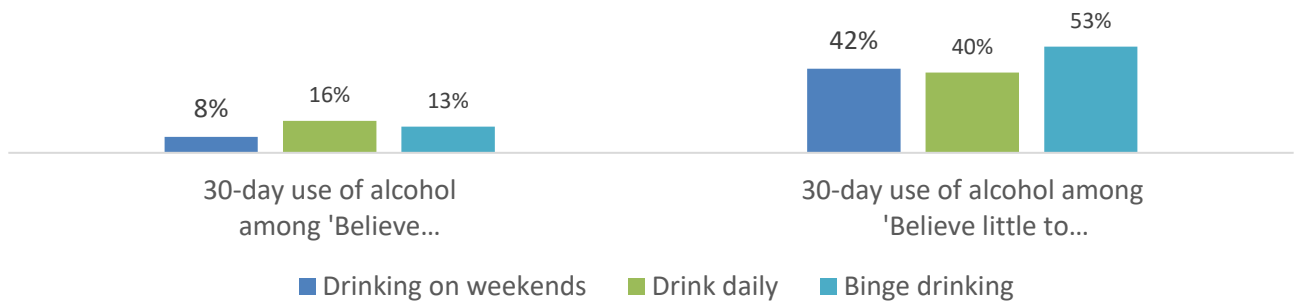 8%
16%
13%
42%
40%
53%
30-day use of alcohol
among 'Believe...
30-day use of alcohol among
'Believe little to...
Drinking on weekends Drink daily Binge drinking